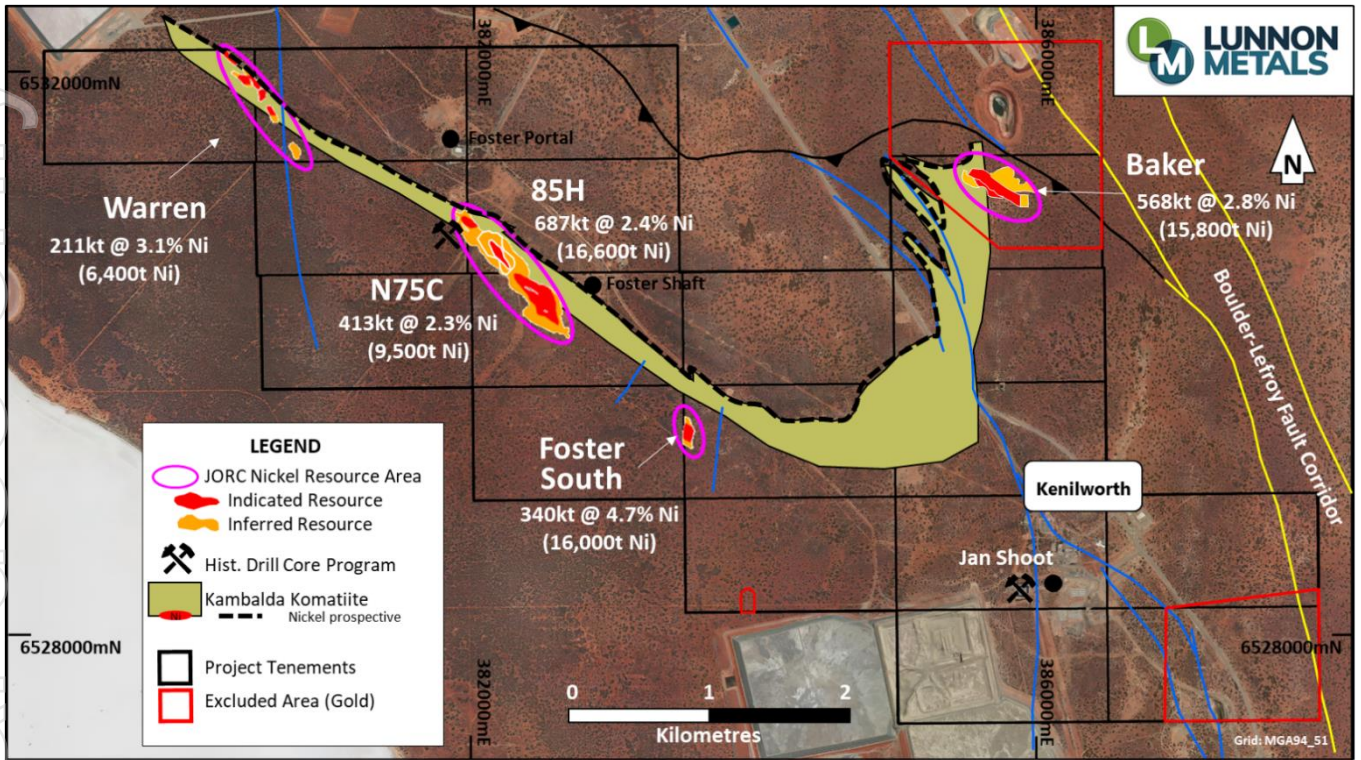 LM LUNNON
METALS
382000mE
386000mE
6532000mN
Foster Portal
N
Warren
211kt @ 3.1% Ni
(6,400t Ni)
85H
687kt @ 2.4% Ni
(16,600t Ni)
Baker
568kt @ 2.8% Ni
(15,800t Ni)
Foster Shaft
N75C
413kt @ 2.3% Ni
(9,500t Ni)
Boulder-Lefroy Fault Corridor
Foster
South
340kt @ 4.7% Ni
(16,000t Ni)
Kenilworth
Jan Shoot
LEGEND
JORC Nickel Resource Area
Indicated Resource
Inferred Resource
Hist. Drill Core Program
Kambalda Komatiite
Ni
Nickel prospective
Project Tenements
Excluded Area (Gold)
6528000mN
6528000mN
382000mE
386000mE
0 1 2
Kilometres
Grid: MGA94_51